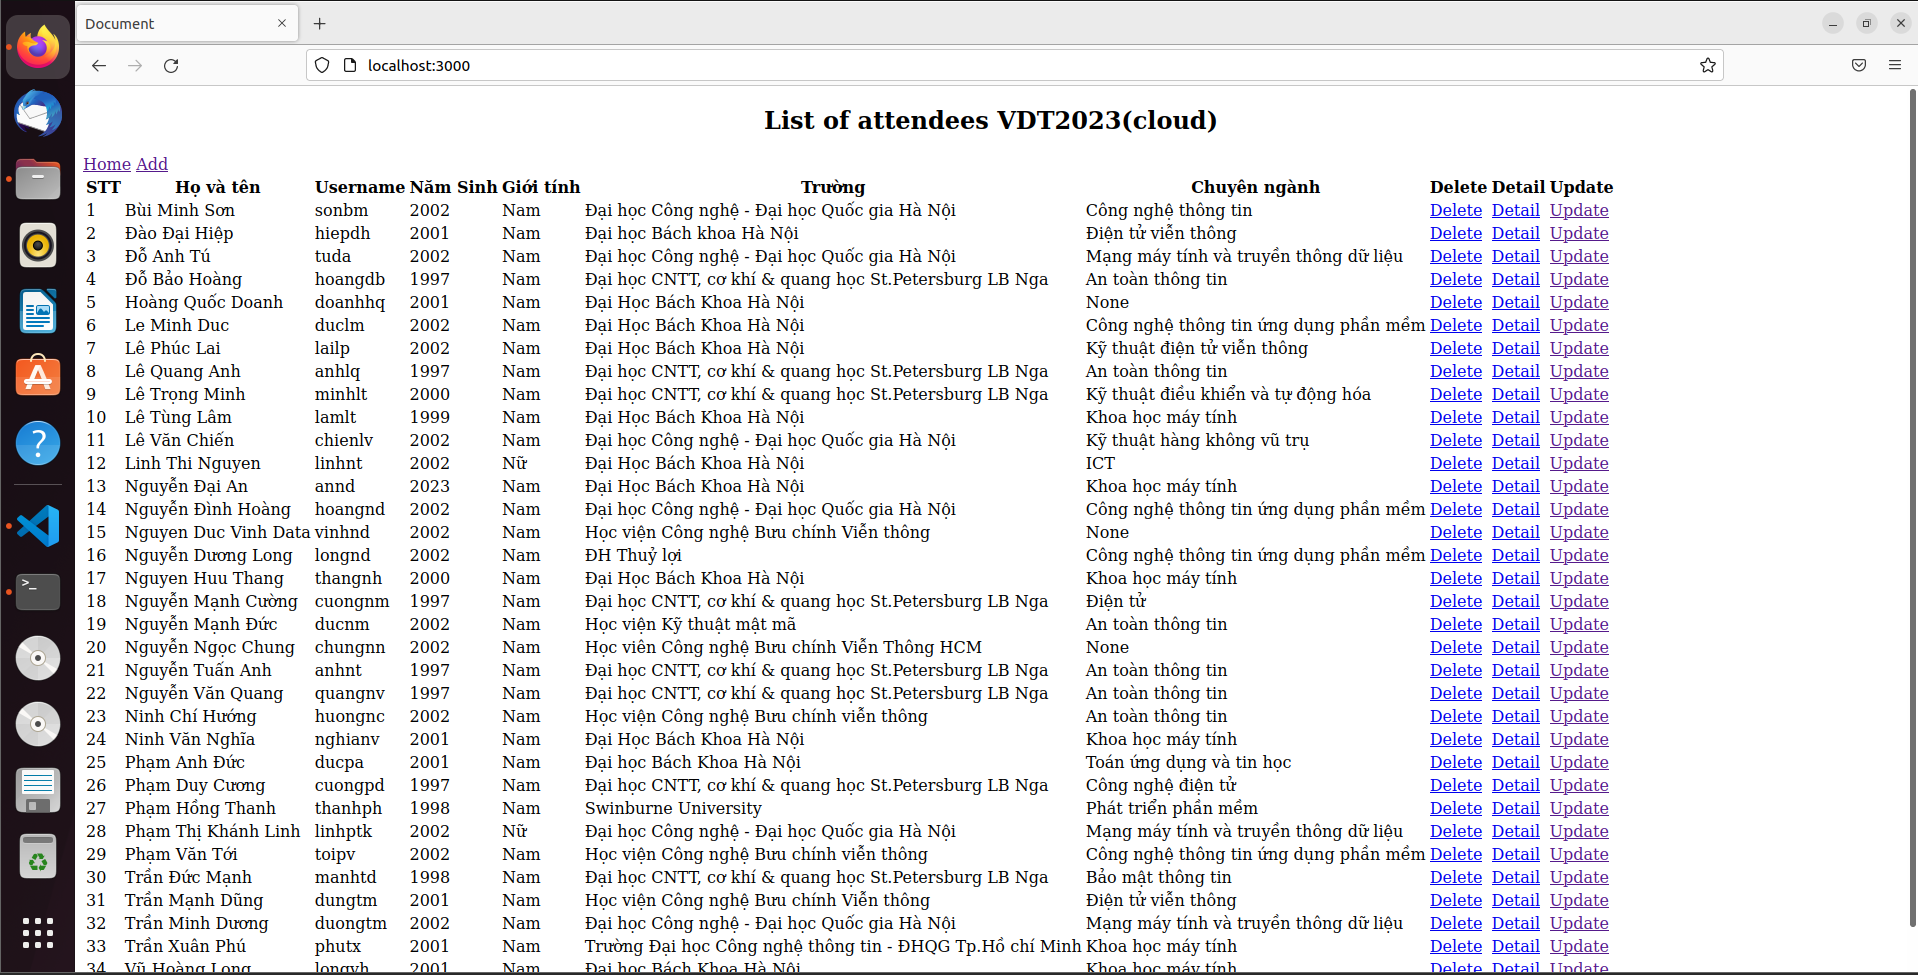 Document
localhost:3000
List of attendees VDT2023(cloud)
Home Add
STT Họ và tên Username Năm Sinh Giới tính Trường Chuyên ngành Delete Detail Update
1 Bùi Minh Sơn sonbm 2002 Nam Đại học Công nghệ - Đại học Quốc gia Hà Nội Công nghệ thông tin Delete Detail Update
2 Đào Đại Hiệp hiepdh 2001 Nam Đại học Bách khoa Hà Nội Điện tử viễn thông Delete Detail Update
3 Đỗ Anh Tú tuda 2002 Nam Đại học Công nghệ - Đại học Quốc gia Hà Nội Mạng máy tính và truyền thông dữ liệu Delete Detail Update
4 Đỗ Bảo Hoàng hoangdb 1997 Nam Đại học CNTT, cơ khí & quang học St.Petersburg LB Nga An toàn thông tin Delete Detail Update
5 Hoàng Quốc Doanh doanhhq 2001 Nam Đại Học Bách Khoa Hà Nội None Delete Detail Update
6 Le Minh Duc duclm 2002 Nam Đại Học Bách Khoa Hà Nội Công nghệ thông tin ứng dụng phần mềm Delete Detail Update
7 Lê Phúc Lai lailp 2002 Nam Đại Học Bách Khoa Hà Nội Kỹ thuật điện tử viễn thông Delete Detail Update
8 Lê Quang Anh anhlq 1997 Nam Đại học CNTT, cơ khí & quang học St.Petersburg LB Nga An toàn thông tin Delete Detail Update
9 Lê Trọng Minh minhlt 2000 Nam Đại học CNTT, cơ khí & quang học St.Petersburg LB Nga Kỹ thuật điều khiển và tự động hóa Delete Detail Update
10 Lê Tùng Lâm lamlt 1999 Nam Đại Học Bách Khoa Hà Nội Khoa học máy tính Delete Detail Update
11 Lê Văn Chiến chienlv 2002 Nam Đại học Công nghệ - Đại học Quốc gia Hà Nội Kỹ thuật hàng không vũ trụ Delete Detail Update
12 Linh Thi Nguyen linhnt 2002 Nữ Đại Học Bách Khoa Hà Nội ICT Delete Detail Update
13 Nguyễn Đại An annd 2023 Nam Đại Học Bách Khoa Hà Nội Khoa học máy tính Delete Detail Update
14 Nguyễn Đình Hoàng hoangnd 2002 Nam Đại học Công nghệ - Đại học Quốc gia Hà Nội Công nghệ thông tin ứng dụng phần mềm Delete Detail Update
15 Nguyen Duc Vinh Data vinhnd 2002 Nam Học viện Công nghệ Bưu chính Viễn thông None Delete Detail Update
16 Nguyễn Dương Long longnd 2002 Nam ĐH Thuỷ lợi Công nghệ thông tin ứng dụng phần mềm Delete Detail Update
17 Nguyen Huu Thang thangnh 2000 Nam Đại Học Bách Khoa Hà Nội Khoa học máy tính Delete Detail Update
18 Nguyễn Mạnh Cường cuongnm 1997 Nam Đại học CNTT, cơ khí & quang học St.Petersburg LB Nga Điện tử Delete Detail Update
19 Nguyễn Mạnh Đức ducnm 2002 Nam Học viện Kỹ thuật mật mã An toàn thông tin Delete Detail Update
20 Nguyễn Ngọc Chung chungnn 2002 Nam Học viên Công nghệ Bưu chính Viễn Thông HCM None Delete Detail Update
21 Nguyễn Tuấn Anh anhnt 1997 Nam Đại học CNTT, cơ khí & quang học St.Petersburg LB Nga An toàn thông tin Delete Detail Update
22 Nguyễn Văn Quang quangnv 1997 Nam Đại học CNTT, cơ khí & quang học St.Petersburg LB Nga An toàn thông tin Delete Detail Update
23 Ninh Chí Hướng huongnc 2002 Nam Học viện Công nghệ Bưu chính viễn thông An toàn thông tin Delete Detail Update
24 Ninh Văn Nghĩa nghianv 2001 Nam Đại Học Bách Khoa Hà Nội Khoa học máy tính Delete Detail Update
25 Phạm Anh Đức ducpa 2001 Nam Đại học Bách Khoa Hà Nội Toán ứng dụng và tin học Delete Detail Update
26 Phạm Duy Cương cuongpd 1997 Nam Đại học CNTT, cơ khí & quang học St.Petersburg LB Nga Công nghệ điện tử Delete Detail Update
27 Phạm Hồng Thanh thanhph 1998 Nam Swinburne University Phát triển phần mềm Delete Detail Update
28 Phạm Thị Khánh Linh linhptk 2002 Nữ Đại học Công nghệ - Đại học Quốc gia Hà Nội Mạng máy tính và truyền thông dữ liệu Delete Detail Update
29 Phạm Văn Tới toipv 2002 Nam Học viện Công nghệ Bưu chính viễn thông Công nghệ thông tin ứng dụng phần mềm Delete Detail Update
30 Trần Đức Mạnh manhtd 1998 Nam Đại học CNTT, cơ khí & quang học St.Petersburg LB Nga Bảo mật thông tin Delete Detail Update
31 Trần Mạnh Dũng dungtm 2001 Nam Học viện Công nghệ Bưu chính Viễn thông Điện tử viễn thông Delete Detail Update
32 Trần Minh Dương duongtm 2002 Nam Đại học Công nghệ - Đại học Quốc gia Hà Nội Mạng máy tính và truyền thông dữ liệu Delete Detail Update
33 Trần Xuân Phú phutx 2001 Nam Trường Đại học Công nghệ thông tin - ĐHQG Tp.Hồ chí Minh Khoa học máy tính Delete Detail Update
34 Vũ Hoàng Long longvh 2001 Nam Đại học Bách Khoa Hà Nội Khoa học máy tính Delete Detail Update